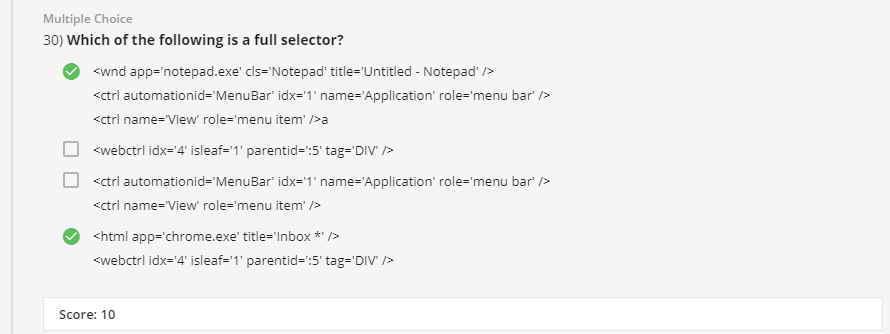 Multiple Choice
30) Which of the following is a full selector?
<wnd app='notepad.exe' cls='Notepad' title='Untitled - Notepad' />
<ctrl automationid='MenuBar' idx='1' name='Application' role='menu bar' />
<ctrl name='View' role='menu item' />a
<webctrl idx='4' isleaf='1' parentid=':5' tag='DIV' />
<ctrl automationid='MenuBar' idx='1' name='Application' role='menu bar' />
<ctrl name='View' role='menu item' />
<html app='chrome.exe' title='Inbox *' />
<webctrl idx='4' isleaf='1' parentid=':5' tag='DIV' />
Score: 10